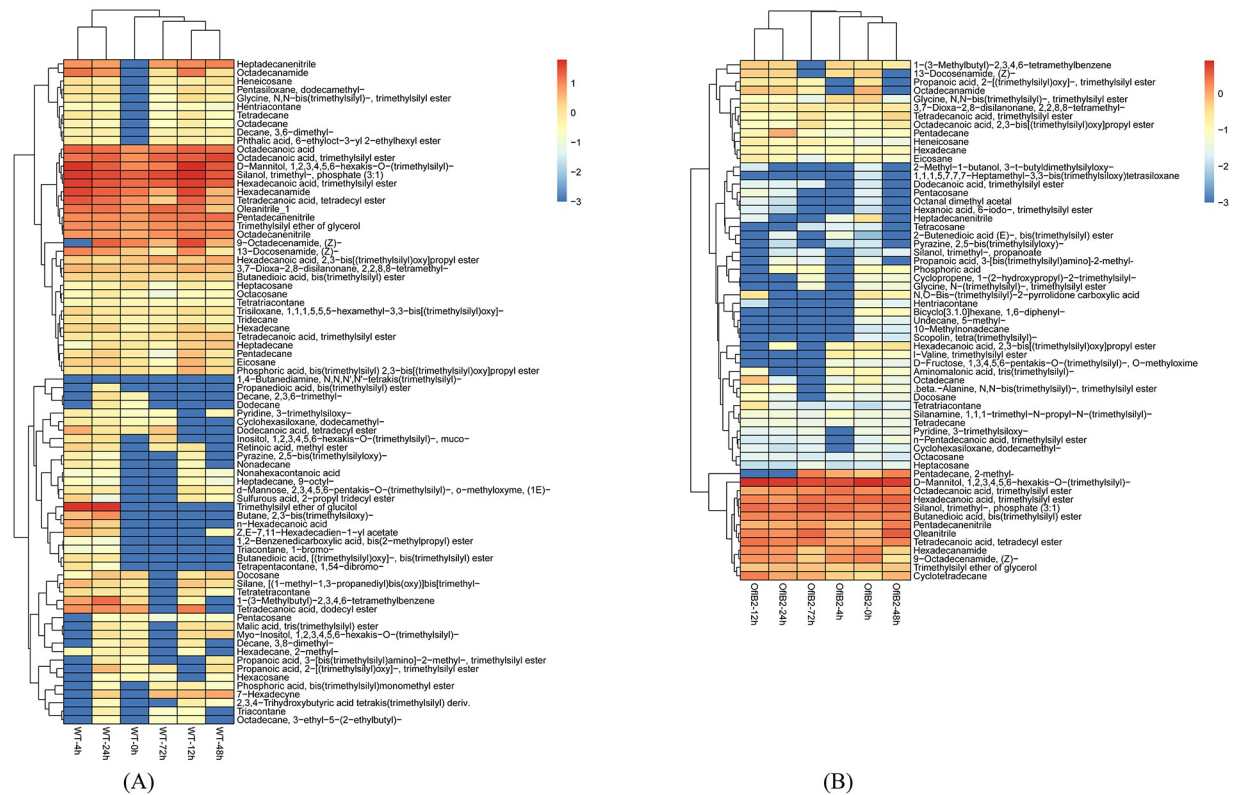 Heptadecanenitrile
Octadecanamide
Heneicosane
Pentasiloxane, dodecamethyl−
Glycine, N,N−bis(trimethylsilyl)−, trimethylsilyl ester
Hentriacontane
Tetradecane
Octadecane
Decane, 3,6−dimethyl−
Phthalic acid, 6−ethyloct−3−yl 2−ethylhexyl ester
Octadecanoic acid
Octadecanoic acid, trimethylsilyl ester
D−Mannitol, 1,2,3,4,5,6−hexakis−O−(trimethylsilyl)−
Silanol, trimethyl−, phosphate (3:1)
Hexadecanoic acid, trimethylsilyl ester
Hexadecanamide
Tetradecanoic acid, tetradecyl ester
Oleanitrile_1
Pentadecanenitrile
Trimethylsilyl ether of glycerol
Octadecanenitrile
9−Octadecenamide, (Z)−
13−Docosenamide, (Z)−
Hexadecanoic acid, 2,3−bis[(trimethylsilyl)oxy]propyl ester
3,7−Dioxa−2,8−disilanonane, 2,2,8,8−tetramethyl−
Butanedioic acid, bis(trimethylsilyl) ester
Heptacosane
Octacosane
Tetratriacontane
Trisiloxane, 1,1,1,5,5,5−hexamethyl−3,3−bis[(trimethylsilyl)oxy]−
Tridecane
Hexadecane
Tetradecanoic acid, trimethylsilyl ester
Heptadecane
Pentadecane
Eicosane
Phosphoric acid, bis(trimethylsilyl) 2,3−bis[(trimethylsilyl)oxy]propyl ester
1,4−Butanediamine, N,N,N',N'−tetrakis(trimethylsilyl)−
Propanedioic acid, bis(trimethylsilyl) ester
Decane, 2,3,6−trimethyl−
Dodecane
Pyridine, 3−trimethylsiloxy−
Cyclohexasiloxane, dodecamethyl−
Dodecanoic acid, tetradecyl ester
Inositol, 1,2,3,4,5,6−hexakis−O−(trimethylsilyl)−, muco−
Retinoic acid, methyl ester
Pyrazine, 2,5−bis(trimethylsilyloxy)−
Nonadecane
Nonahexacontanoic acid
Heptadecane, 9−octyl−
d−Mannose, 2,3,4,5,6−pentakis−O−(trimethylsilyl)−, o−methyloxyme, (1E)−
Sulfurous acid, 2−propyl tridecyl ester
Trimethylsilyl ether of glucitol
Butane, 2,3−bis(trimethylsiloxy)−
n−Hexadecanoic acid
Z,E−7,11−Hexadecadien−1−yl acetate
1,2−Benzenedicarboxylic acid, bis(2−methylpropyl) ester
Triacontane, 1−bromo−
Butanedioic acid, [(trimethylsilyl)oxy]−, bis(trimethylsilyl) ester
Tetrapentacontane, 1,54−dibromo−
Docosane
Silane, [(1−methyl−1,3−propanediyl)bis(oxy)]bis[trimethyl−
Tetratetracontane
1−(3−Methylbutyl)−2,3,4,6−tetramethylbenzene
Tetradecanoic acid, dodecyl ester
Pentacosane
Malic acid, tris(trimethylsilyl) ester
Myo−Inositol, 1,2,3,4,5,6−hexakis−O−(trimethylsilyl)−
Decane, 3,8−dimethyl−
Hexadecane, 2−methyl−
Propanoic acid, 3−[bis(trimethylsilyl)amino]−2−methyl−, trimethylsilyl ester
Propanoic acid, 2−[(trimethylsilyl)oxy]−, trimethylsilyl ester
Hexacosane
Phosphoric acid, bis(trimethylsilyl)monomethyl ester
7−Hexadecyne
2,3,4−Trihydroxybutyric acid tetrakis(trimethylsilyl) deriv.
Triacontane
Octadecane, 3−ethyl−5−(2−ethylbutyl)−
WT-4h
WT-24h
WT-0h
WT-72h
WT-12h
WT-48h
1
0
−1
−2
−3
(A)
1−(3−Methylbutyl)−2,3,4,6−tetramethylbenzene
13−Docosenamide, (Z)−
Propanoic acid, 2−[(trimethylsilyl)oxy]−, trimethylsilyl ester
Octadecanamide
Glycine, N,N−bis(trimethylsilyl)−, trimethylsilyl ester
3,7−Dioxa−2,8−disilanonane, 2,2,8,8−tetramethyl−
Tetradecanoic acid, trimethylsilyl ester
Octadecanoic acid, 2,3−bis[(trimethylsilyl)oxy]propyl ester
Pentadecane
Heneicosane
Hexadecane
Eicosane
2−Methyl−1−butanol, 3−t−butyldimethylsilyloxy−
1,1,1,5,7,7,7−Heptamethyl−3,3−bis(trimethylsiloxy)tetrasiloxane
Dodecanoic acid, trimethylsilyl ester
Pentacosane
Octanal dimethyl acetal
Hexanoic acid, 6−iodo−, trimethylsilyl ester
Heptadecanenitrile
Tetracosane
2−Butenedioic acid (E)−, bis(trimethylsilyl) ester
Pyrazine, 2,5−bis(trimethylsilyloxy)−
Silanol, trimethyl−, propanoate
Propanoic acid, 3−[bis(trimethylsilyl)amino]−2−methyl−
Phosphoric acid
Cyclopropene, 1−(2−hydroxypropyl)−2−trimethylsilyl−
Glycine, N−(trimethylsilyl)−, trimethylsilyl ester
N,O−Bis−(trimethylsilyl)−2−pyrrolidone carboxylic acid
Hentriacontane
Bicyclo[3.1.0]hexane, 1,6−diphenyl−
Undecane, 5−methyl−
10−Methylnonadecane
Scopolin, tetra(trimethylsilyl)−
Hexadecanoic acid, 2,3−bis[(trimethylsilyl)oxy]propyl ester
l−Valine, trimethylsilyl ester
D−Fructose, 1,3,4,5,6−pentakis−O−(trimethylsilyl)−, O−methyloxime
Aminomalonic acid, tris(trimethylsilyl)−
Octadecane
.beta.−Alanine, N,N−bis(trimethylsilyl)−, trimethylsilyl ester
Docosane
Tetratriacontane
Silanamine, 1,1,1−trimethyl−N−propyl−N−(trimethylsilyl)−
Tetradecane
Pyridine, 3−trimethylsiloxy−
n−Pentadecanoic acid, trimethylsilyl ester
Cyclohexasiloxane, dodecamethyl−
Octacosane
Heptacosane
Pentadecane, 2−methyl−
D−Mannitol, 1,2,3,4,5,6−hexakis−O−(trimethylsilyl)−
Octadecanoic acid, trimethylsilyl ester
Hexadecanoic acid, trimethylsilyl ester
Silanol, trimethyl−, phosphate (3:1)
Butanedioic acid, bis(trimethylsilyl) ester
Pentadecanenitrile
Oleanitrile
Tetradecanoic acid, tetradecyl ester
Hexadecanamide
9−Octadecenamide, (Z)−
Trimethylsilyl ether of glycerol
Cyclotetradecane
OfIB2-12h
OfIB2-24h
OfIB2-72h
OfIB2-4h
OfIB2-0h
OfIB2-48h
0
−1
−2
−3
(B)